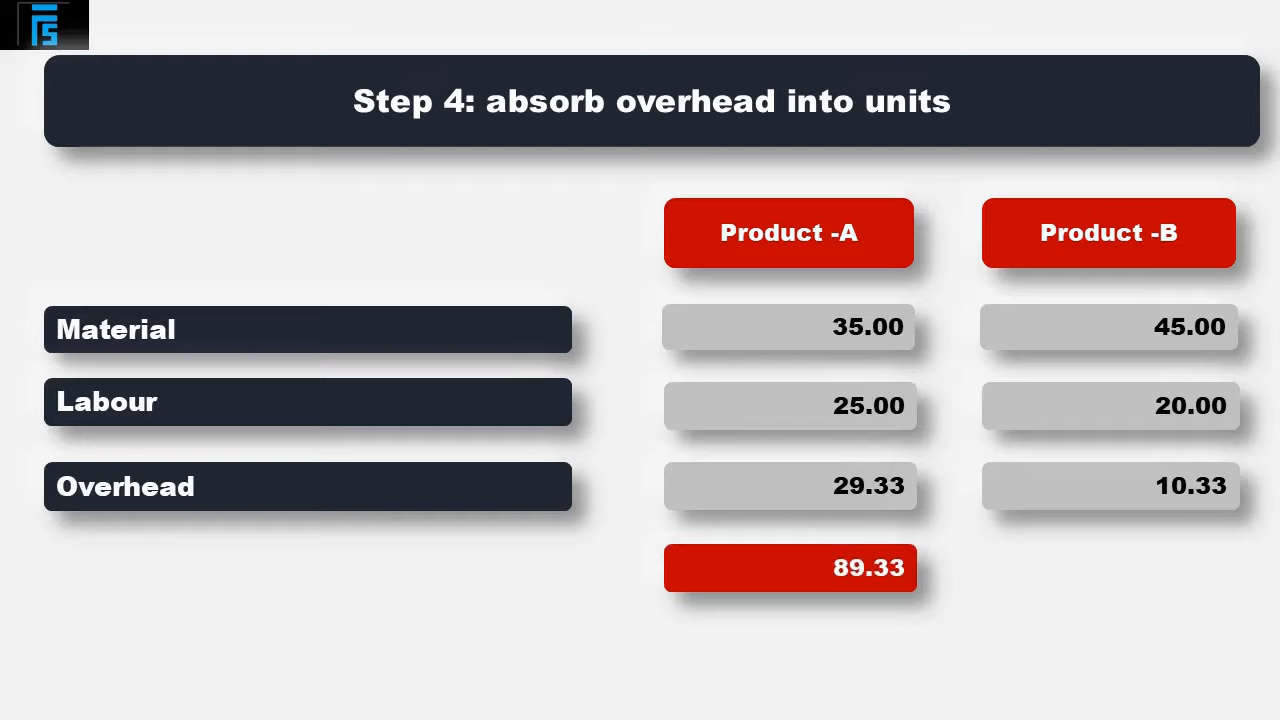 Step 4: absorb overhead into units
Product -A
Product -B
Material
35.00
45.00
Labour
25.00
20.00
Overhead
29.33
10.33
89.33